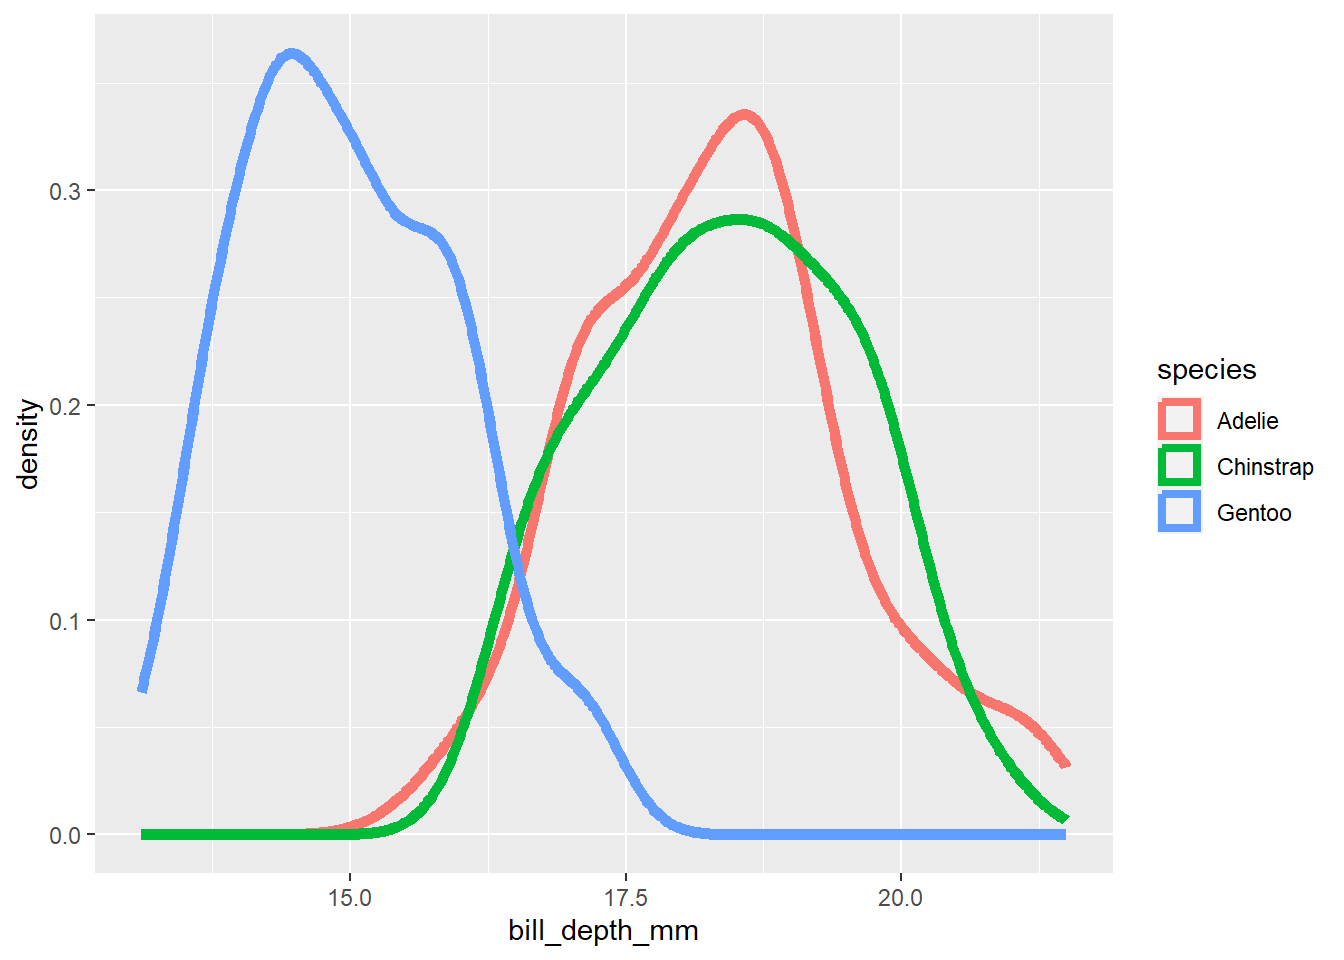 density
0.3
0.2
0.1
0.0
15.0 17.5 20.0
bill_depth_mm
species
Adelie
Chinstrap
Gentoo